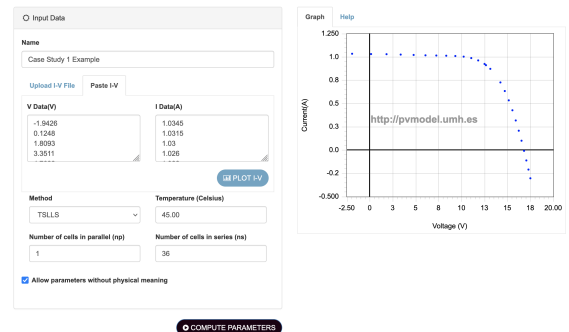 Input Data
Name
Case Study 1 Example
Upload I-V File
Paste I-V
V Data(V)
I Data(A)
-1.9426
0.1248
1.8093
3.3511
1.0345
1.0315
1.03
1.026
PLOT I-V
Method
Temperature (Celsius)
TSLLS
45.00
Number of cells in parallel (np)
Number of cells in series (ns)
1
36
Allow parameters without physical meaning
COMPUTE PARAMETERS
Graph
Help
1.250
1.0
0.8
0.5
0.3
0.0
-0.2
-0.500
Current(A)
http://pvmodel.umh.es
-2.50 0 3 5 8 10 13 15 18 20.00
Voltage (V)